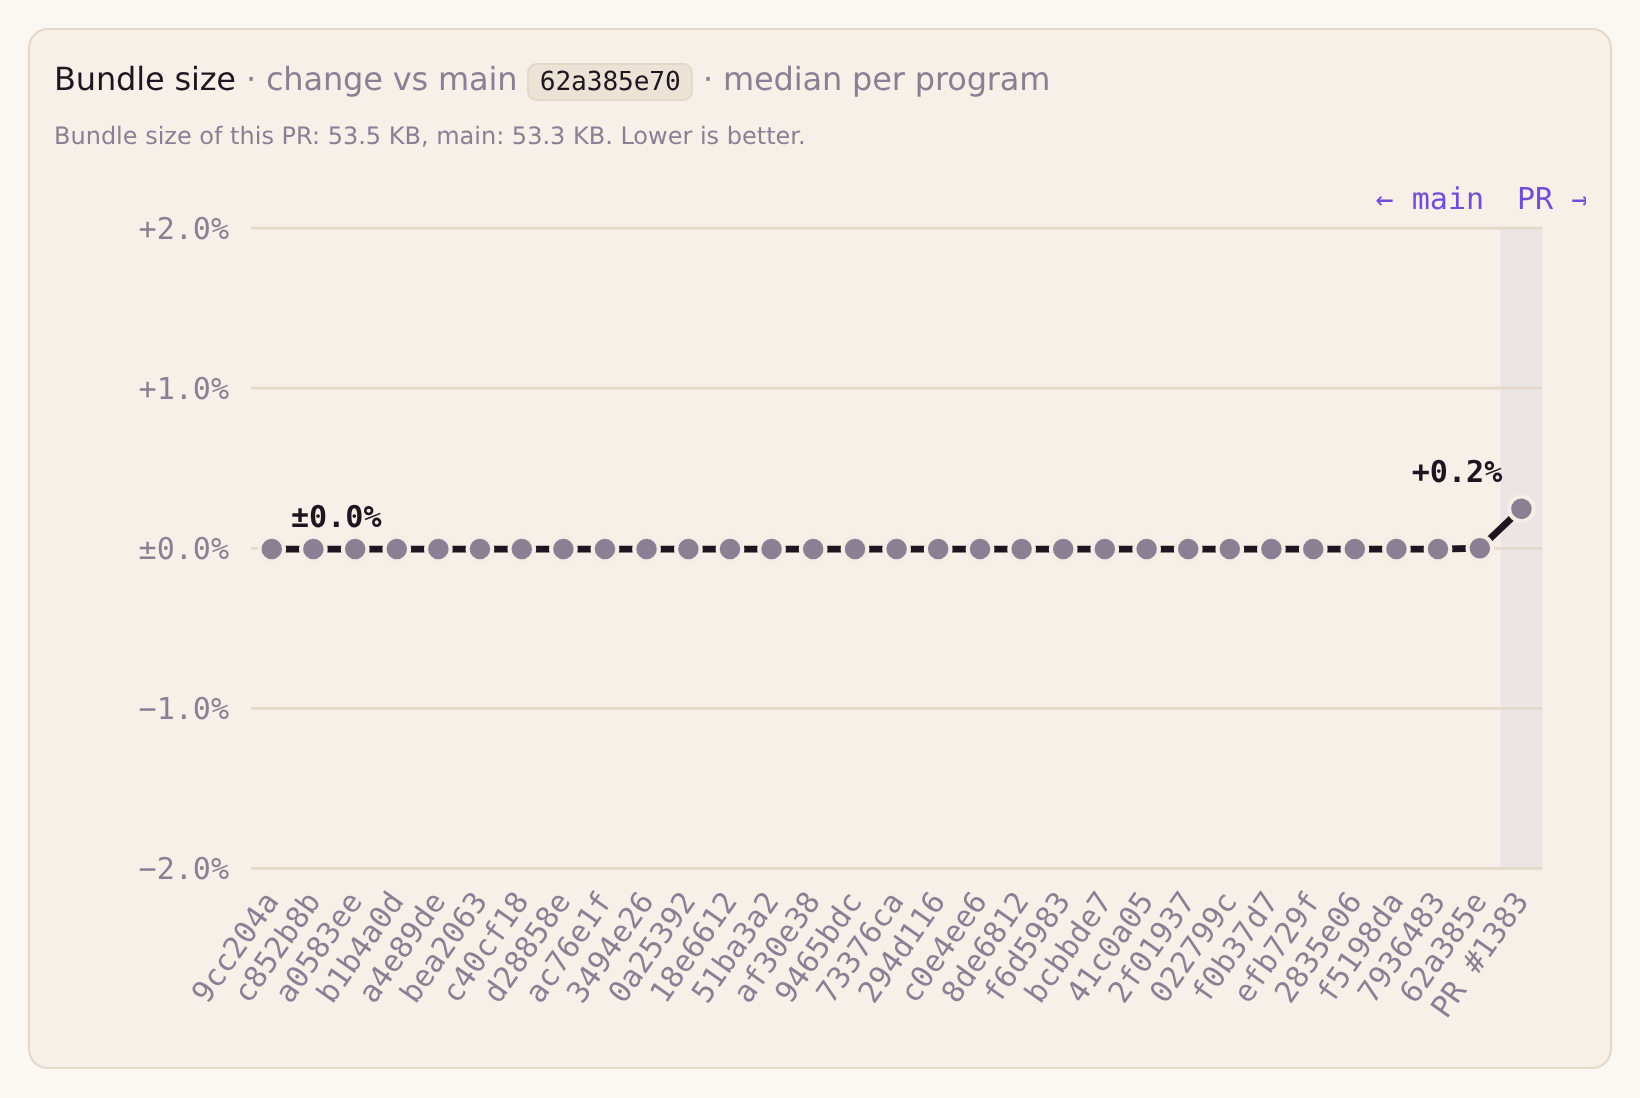 Bundle size · change vs main 62a385e70 · median per program
Bundle size of this PR: 53.5 KB, main: 53.3 KB. Lower is better.
← main PR →
+2.0%
+1.0%
+0.2%
±0.0%
±0.0%
−1.0%
−2.0%
9cc204a
c852b8b
a0583ee
b1b4a0d
a4e89de
bea2063
c40cf18
d28858e
ac76e1f
3494e26
0a25392
18e6612
51ba3a2
af30e38
9465bdc
73376ca
294d116
c0e4ee6
8de6812
f6d5983
bcbbde7
41c0a05
2f01937
022799c
f0b37d7
efb729f
2835e06
f5198da
7936483
62a385e
PR #1383